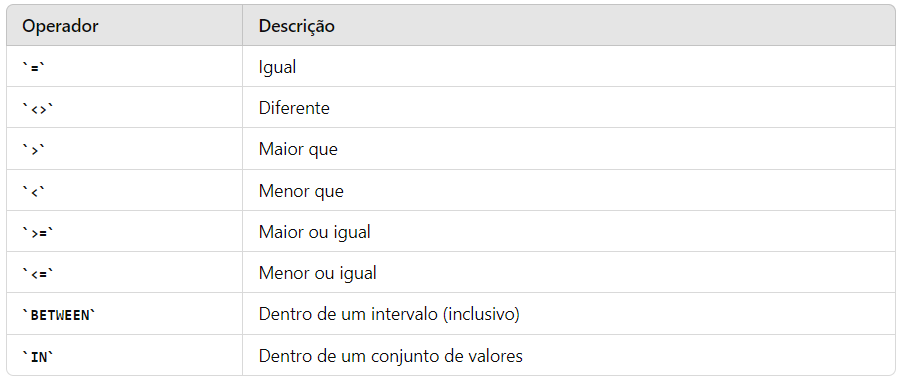 Operador Descrição
`=` Igual
`<>` Diferente
`>` Maior que
`<` Menor que
`>=` Maior ou igual
`<=` Menor ou igual
`BETWEEN` Dentro de um intervalo (inclusivo)
`IN` Dentro de um conjunto de valores